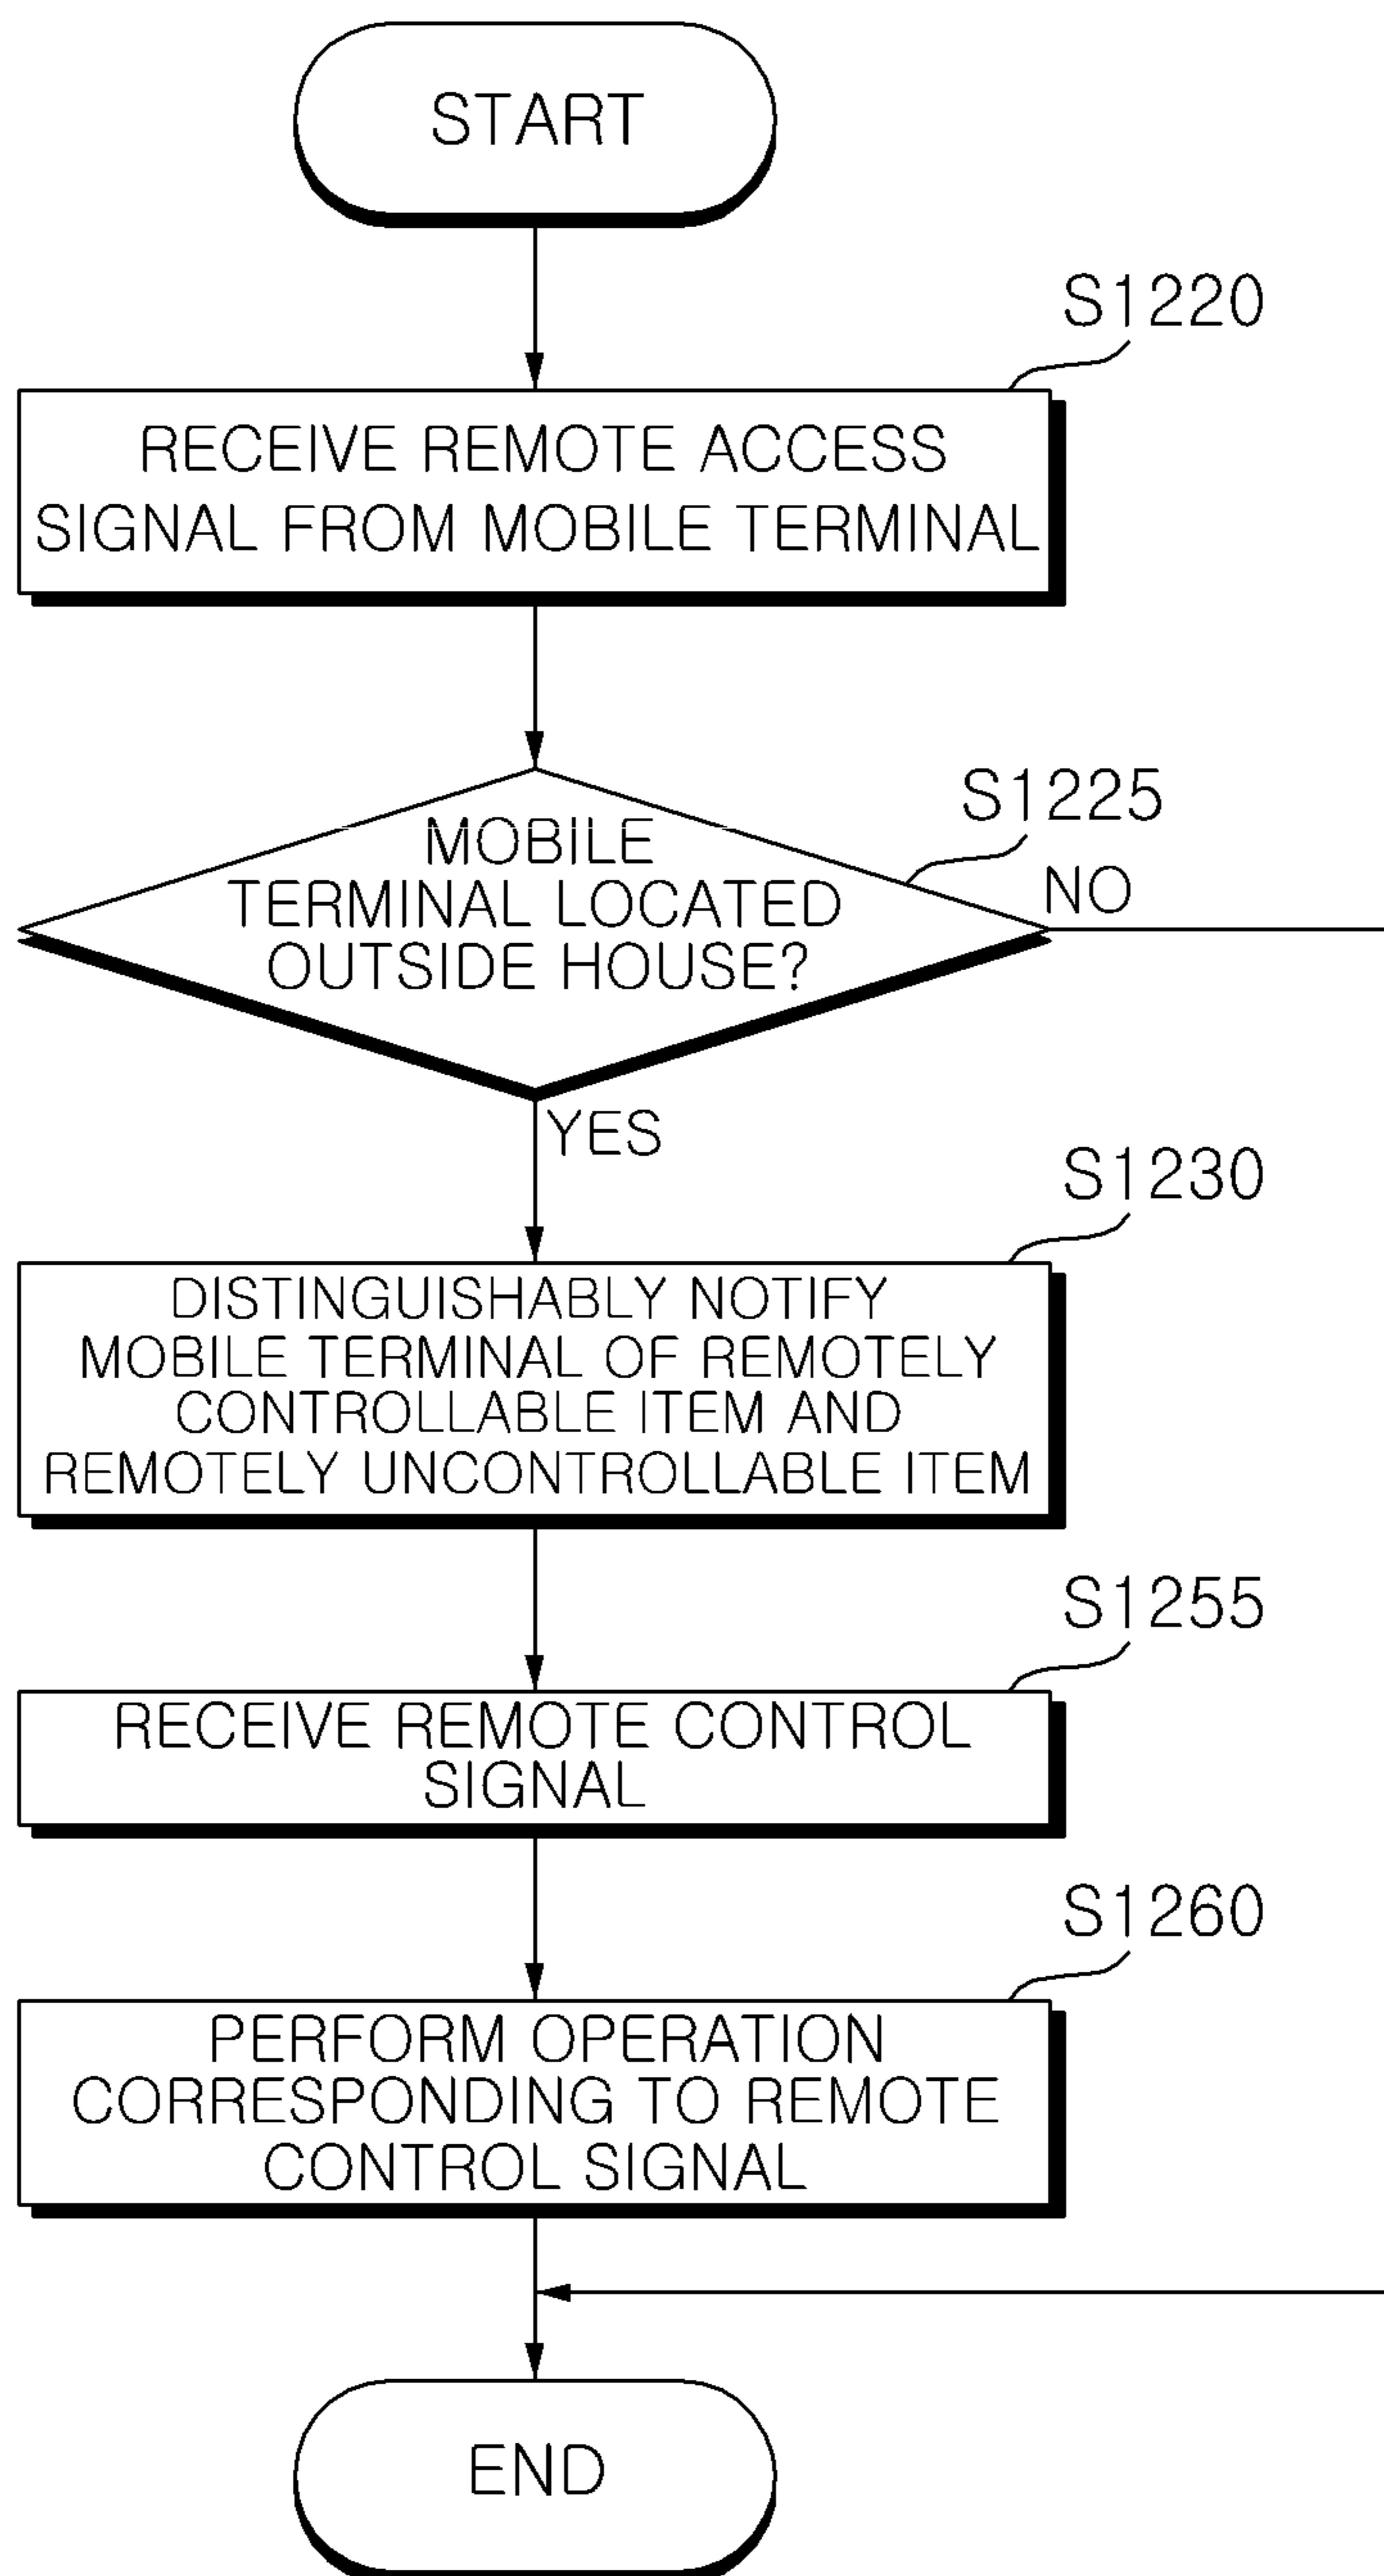 START
S1220
RECEIVE REMOTE ACCESS
SIGNAL FROM MOBILE TERMINAL
S1225
MOBILE
TERMINAL LOCATED
OUTSIDE HOUSE?
NO
YES
S1230
DISTINGUISHABLY NOTIFY
MOBILE TERMINAL OF REMOTELY
CONTROLLABLE ITEM AND
REMOTELY UNCONTROLLABLE ITEM
S1255
RECEIVE REMOTE CONTROL
SIGNAL
S1260
PERFORM OPERATION
CORRESPONDING TO REMOTE
CONTROL SIGNAL
END